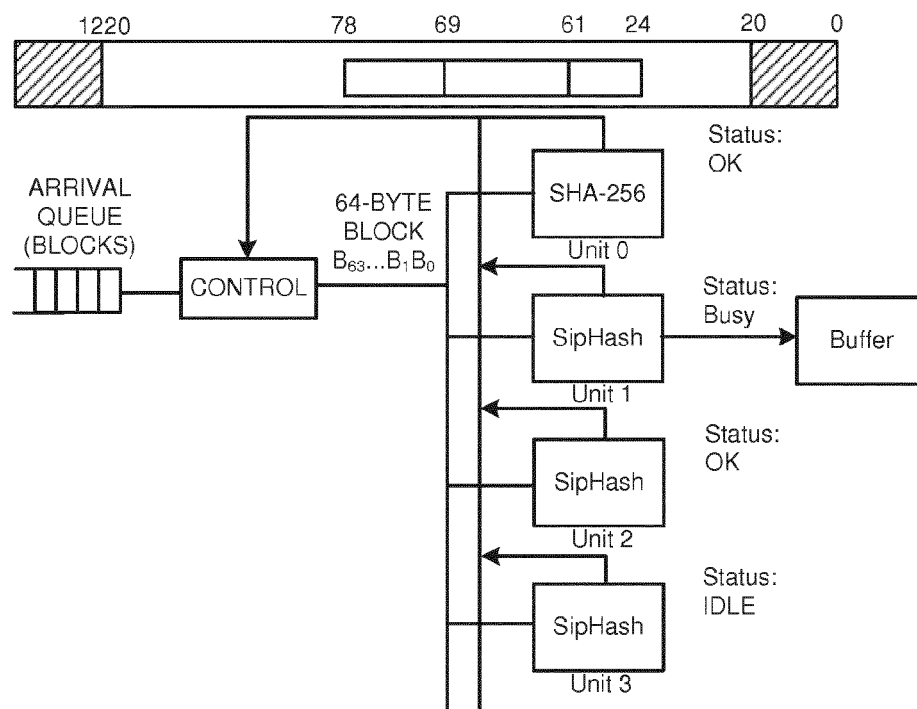 1220 78 69 61 24 20 0
Status:
OK
SHA-256
Unit 0
ARRIVAL
QUEUE
(BLOCKS)
64-BYTE
BLOCK
B₆₃...B₁B₀
CONTROL
Status:
Busy
SipHash
Unit 1
Buffer
Status:
OK
SipHash
Unit 2
Status:
IDLE
SipHash
Unit 3